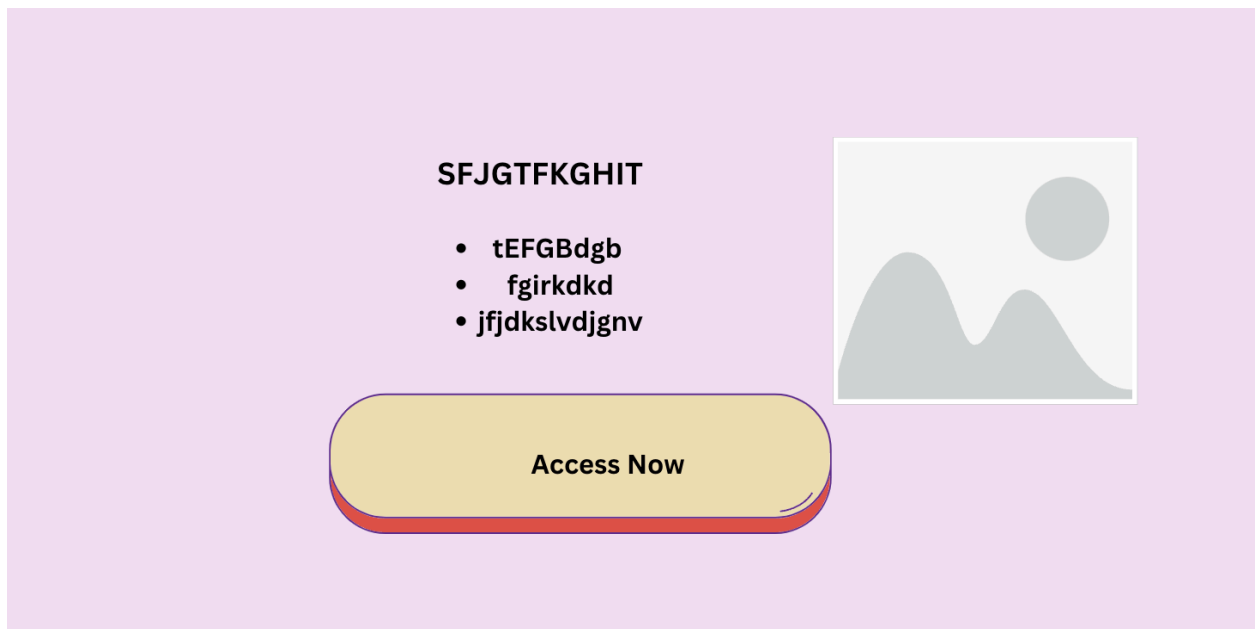 SFJGTFKGHIT
• tEFGBdgb
• fgirkdkd
• jfjdkslvdjgnv
Access Now